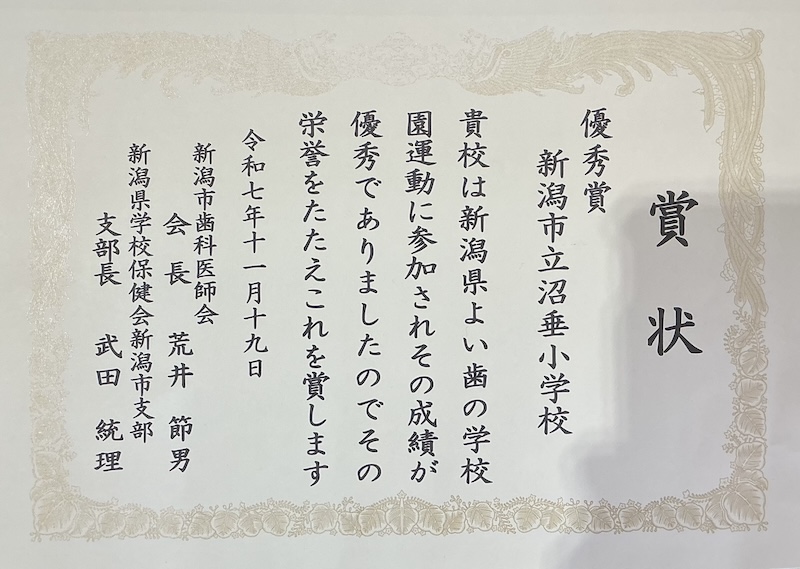 賞状
優秀賞
新潟市立沼垂小学校
貴校は新潟県よい歯の学校
園運動に参加されその成績が
優秀でありましたのでその
栄誉をたたえこれを賞します
令和七年十一月十九日
新潟市歯科医師会
会長 荒井 節男
新潟県学校保健会新潟市支部
支部長 武田 統理